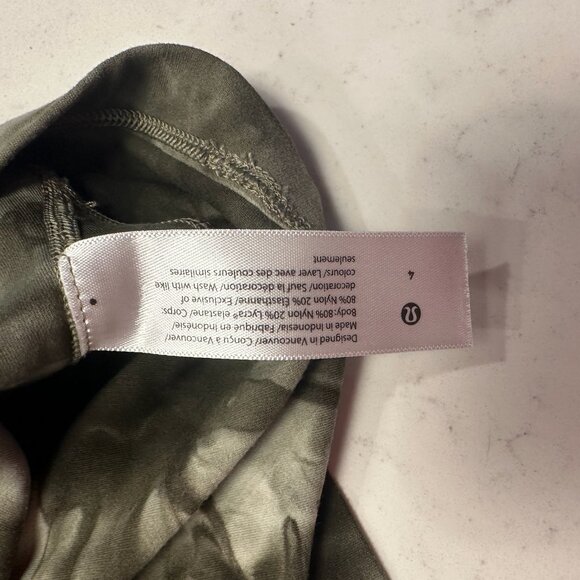 4
Designed in Vancouver/ Conçu à Vancouver/
Made in Indonesia/ Fabriqué en Indonésie/
Body: 80% Nylon 20% Lycra® elastane/ Corps:
80% Nylon 20% Élasthanne/ Exclusive of
decoration/ Sauf la décoration/ Wash with like
colours/ Laver avec des couleurs similaires
seulement